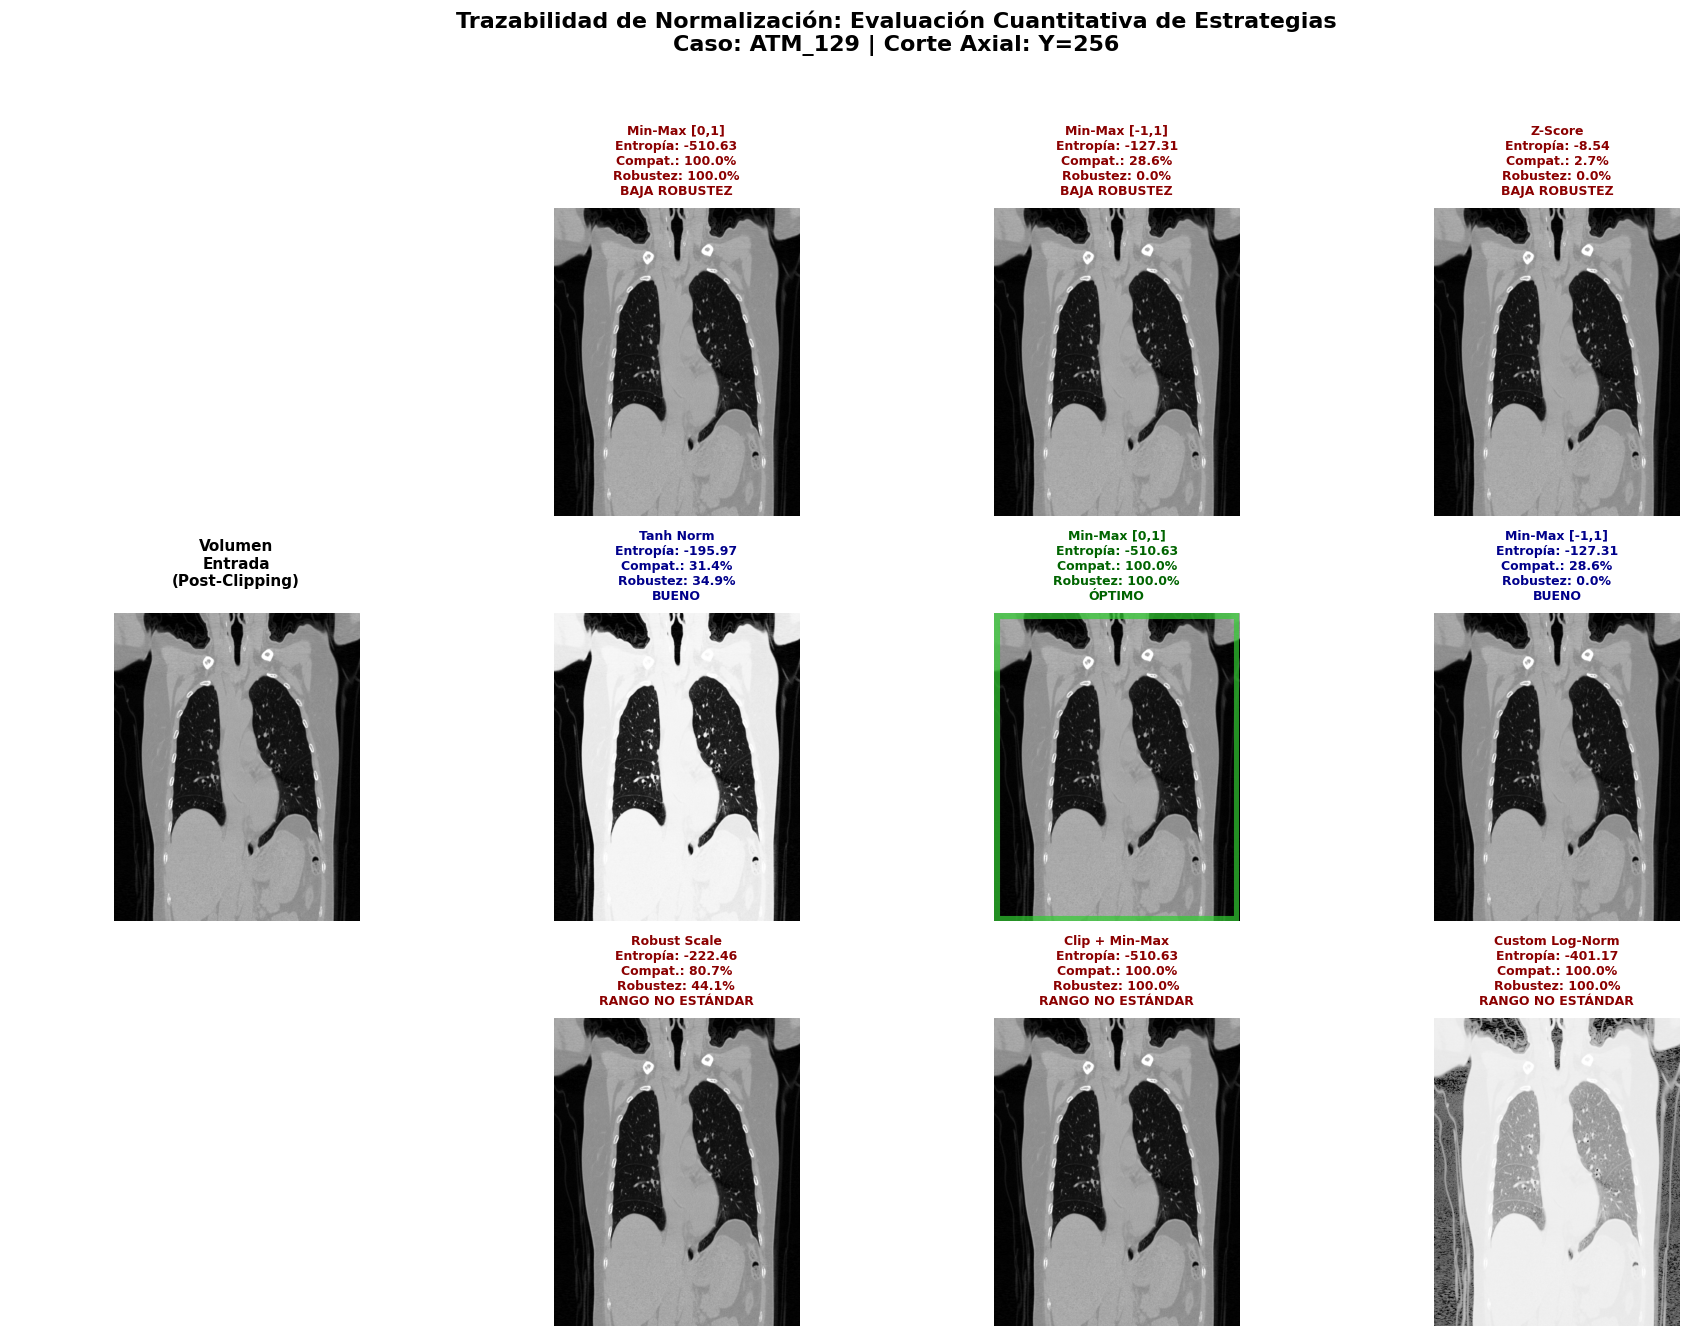 Trazabilidad de Normalización: Evaluación Cuantitativa de Estrategias
Caso: ATM_129 | Corte Axial: Y=256
Min-Max [0,1]
Entropía: -510.63
Compat.: 100.0%
Robustez: 100.0%
BAJA ROBUSTEZ
Min-Max [-1,1]
Entropía: -127.31
Compat.: 28.6%
Robustez: 0.0%
BAJA ROBUSTEZ
Z-Score
Entropía: -8.54
Compat.: 2.7%
Robustez: 0.0%
BAJA ROBUSTEZ
Volumen
Entrada
(Post-Clipping)
Tanh Norm
Entropía: -195.97
Compat.: 31.4%
Robustez: 34.9%
BUENO
Min-Max [0,1]
Entropía: -510.63
Compat.: 100.0%
Robustez: 100.0%
ÓPTIMO
Min-Max [-1,1]
Entropía: -127.31
Compat.: 28.6%
Robustez: 0.0%
BUENO
Robust Scale
Entropía: -222.46
Compat.: 80.7%
Robustez: 44.1%
RANGO NO ESTÁNDAR
Clip + Min-Max
Entropía: -510.63
Compat.: 100.0%
Robustez: 100.0%
RANGO NO ESTÁNDAR
Custom Log-Norm
Entropía: -401.17
Compat.: 100.0%
Robustez: 100.0%
RANGO NO ESTÁNDAR